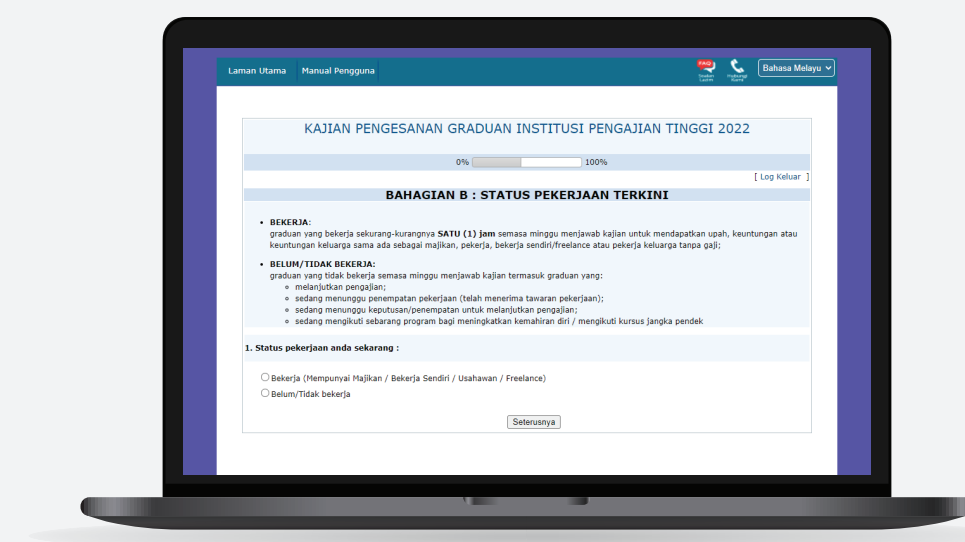 Laman Utama
Manual Pengguna
FAQ
Soalan
Lazim
Hubungi
Kami
Bahasa Melayu
KAJIAN PENGESANAN GRADUAN INSTITUSI PENGAJIAN TINGGI 2022
0% 100%
[ Log Keluar ]
BAHAGIAN B : STATUS PEKERJAAN TERKINI
• BEKERJA:
graduan yang bekerja sekurang-kurangnya SATU (1) jam semasa minggu menjawab kajian untuk mendapatkan upah, keuntungan atau
keuntungan keluarga sama ada sebagai majikan, pekerja, bekerja sendiri/freelance atau pekerja keluarga tanpa gaji;
• BELUM/TIDAK BEKERJA:
graduan yang tidak bekerja semasa minggu menjawab kajian termasuk graduan yang:
melanjutkan pengajian;
sedang menunggu penempatan pekerjaan (telah menerima tawaran pekerjaan);
sedang menunggu keputusan/penempatan untuk melanjutkan pengajian;
sedang mengikuti sebarang program bagi meningkatkan kemahiran diri / mengikuti kursus jangka pendek
1. Status pekerjaan anda sekarang :
Bekerja (Mempunyai Majikan / Bekerja Sendiri / Usahawan / Freelance)
Belum/Tidak bekerja
Seterusnya